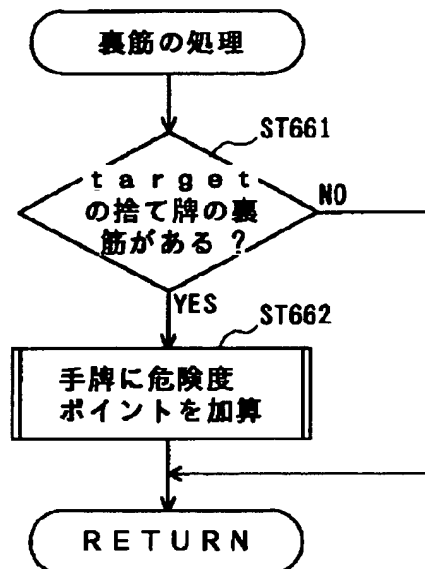 裏筋の処理
ST661
ｔａｒｇｅｔ
の捨て牌の裏
筋がある？
NO
YES
ST662
手牌に危険度
ポイントを加算
ＲＥＴＵＲＮ